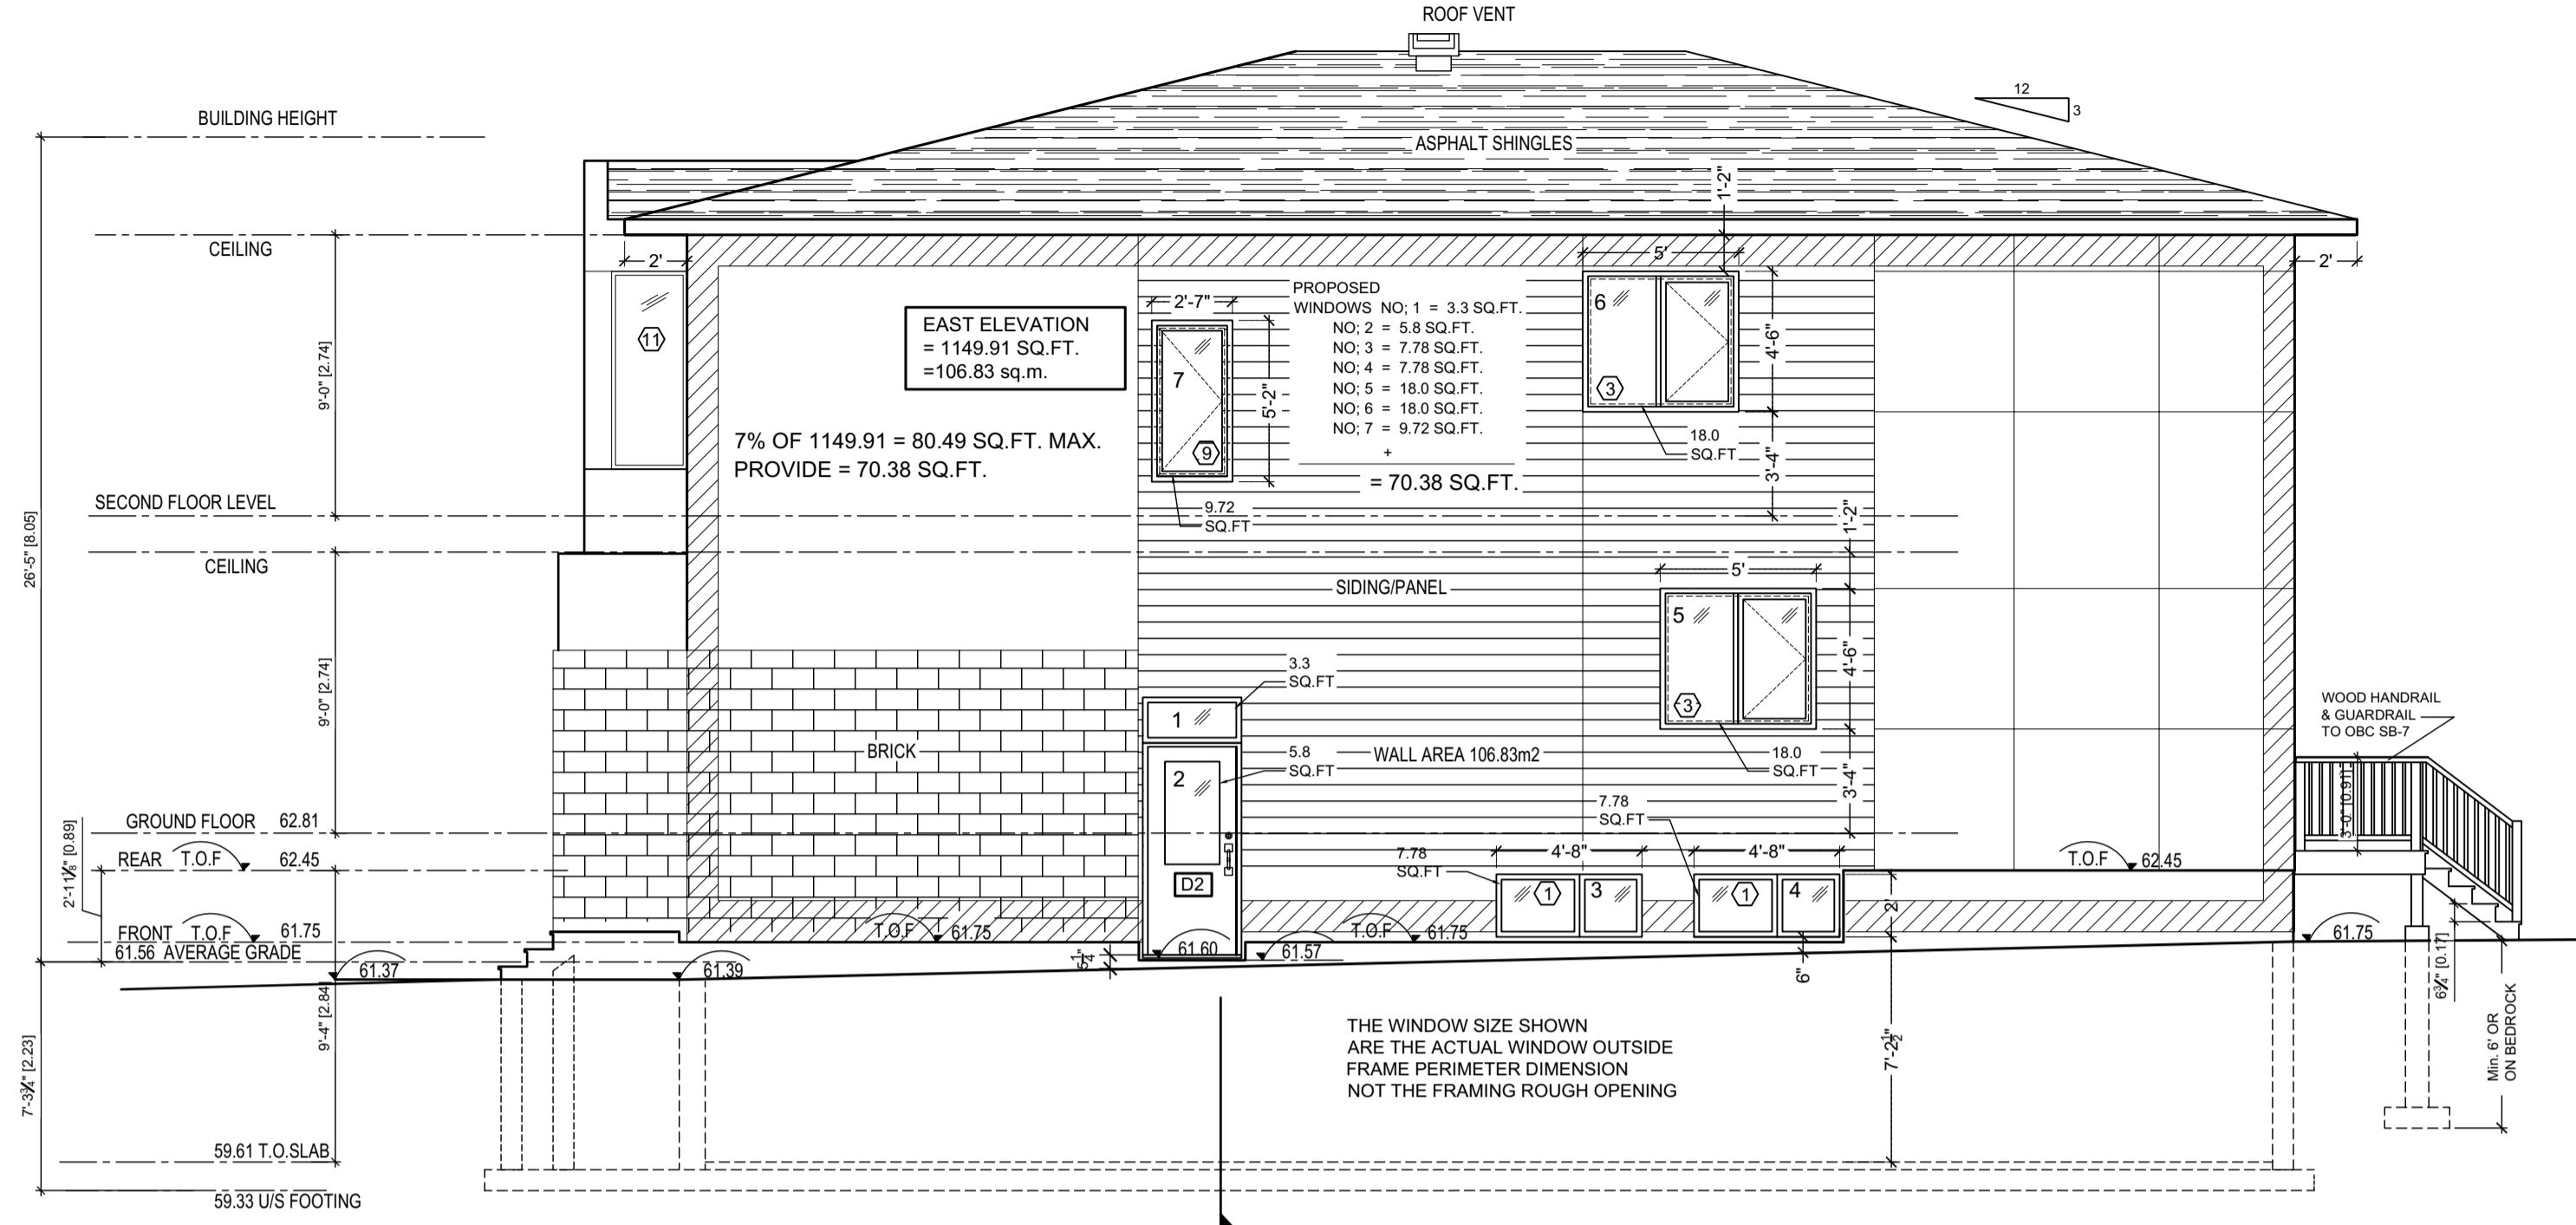 ROOF VENT
12
3
BUILDING HEIGHT
ASPHALT SHINGLES
1'-2"
CEILING
2'
5'
2'
2'-7"
PROPOSED
WINDOWS NO; 1 = 3.3 SQ.FT.
NO; 2 = 5.8 SQ.FT.
NO; 3 = 7.78 SQ.FT.
NO; 4 = 7.78 SQ.FT.
NO; 5 = 18.0 SQ.FT.
NO; 6 = 18.0 SQ.FT.
NO; 7 = 9.72 SQ.FT.
+
= 70.38 SQ.FT.
6
3
4'-6"
18.0
SQ.FT
3'-4"
EAST ELEVATION
= 1149.91 SQ.FT.
=106.83 sq.m.
11
7
9
5'-2"
9'-0" [2.74]
7% OF 1149.91 = 80.49 SQ.FT. MAX.
PROVIDE = 70.38 SQ.FT.
9.72
SQ.FT
SECOND FLOOR LEVEL
1'-2"
CEILING
26'-5" [8.05]
SIDING/PANEL
5'
5
3
4'-6"
9'-0" [2.74]
3.3
SQ.FT
1
BRICK
5.8
SQ.FT
WALL AREA 106.83m2
18.0
SQ.FT
3'-4"
2
WOOD HANDRAIL
& GUARDRAIL
TO OBC SB-7
3'-0" [0.91]
7.78
SQ.FT
GROUND FLOOR 62.81
REAR T.O.F 62.45
2'-11⅛" [0.89]
7.78
SQ.FT
4'-8"
4'-8"
T.O.F 62.45
D2
1
3
1
4
2'
FRONT T.O.F 61.75
61.56 AVERAGE GRADE
T.O.F 61.75
T.O.F 61.75
61.75
61.37
61.39
61.60
61.57
5¼"
6"
6¾" [0.17]
9'-4" [2.84]
7'-3¾" [2.23]
7'-2½"
Min. 6' OR
ON BEDROCK
THE WINDOW SIZE SHOWN
ARE THE ACTUAL WINDOW OUTSIDE
FRAME PERIMETER DIMENSION
NOT THE FRAMING ROUGH OPENING
59.61 T.O.SLAB
59.33 U/S FOOTING